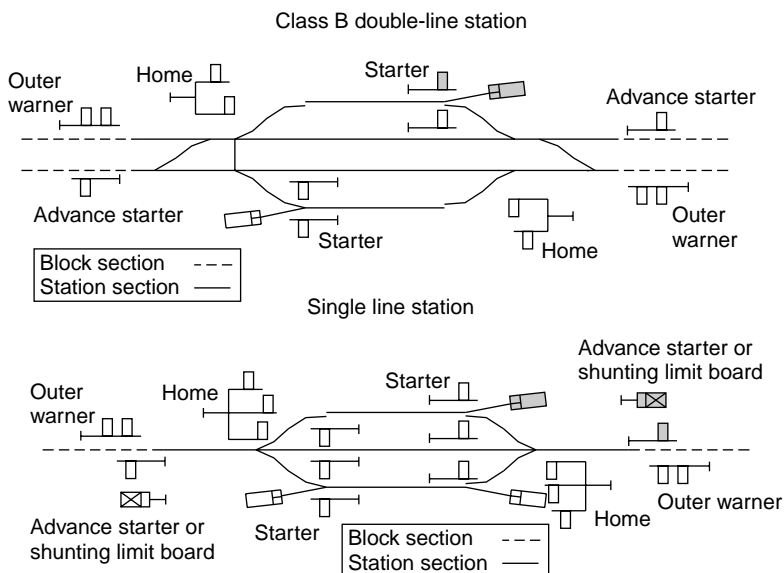 Class B double-line station
Outer
warner
Home
Starter
Advance starter
Advance starter
Starter
Home
Outer
warner
Block section
Station section
Single line station
Outer
warner
Home
Starter
Advance starter or
shunting limit board
Advance starter or
shunting limit board
Starter
Home
Outer warner
Block section
Station section